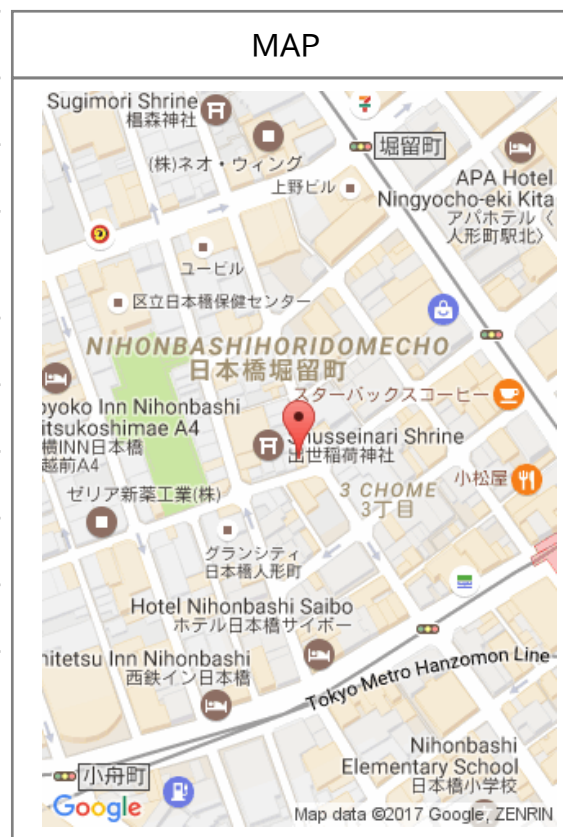 MAP
Sugimori Shrine
椙森神社
堀留町
(株)ネオ・ウィング
上野ビル
APA Hotel
Ningyocho-eki Kita
アパホテル〈
人形町駅北〉
ユービル
区立日本橋保健センター
NIHONBASHIHORIDOMECHO
日本橋堀留町
スターバックスコーヒー
oyoko Inn Nihonbashi
itsukoshimae A4
横INN日本橋
越前A4
Shusseinari Shrine
出世稲荷神社
小松屋
ゼリア新薬工業(株)
3 CHOME
3丁目
グランシティ
日本橋人形町
Hotel Nihonbashi Saibo
ホテル日本橋サイボー
hitetsu Inn Nihonbashi
西鉄イン日本橋
Tokyo Metro Hanzomon Line
Nihonbashi
Elementary School
日本橋小学校
小舟町
Google
Map data ©2017 Google, ZENRIN